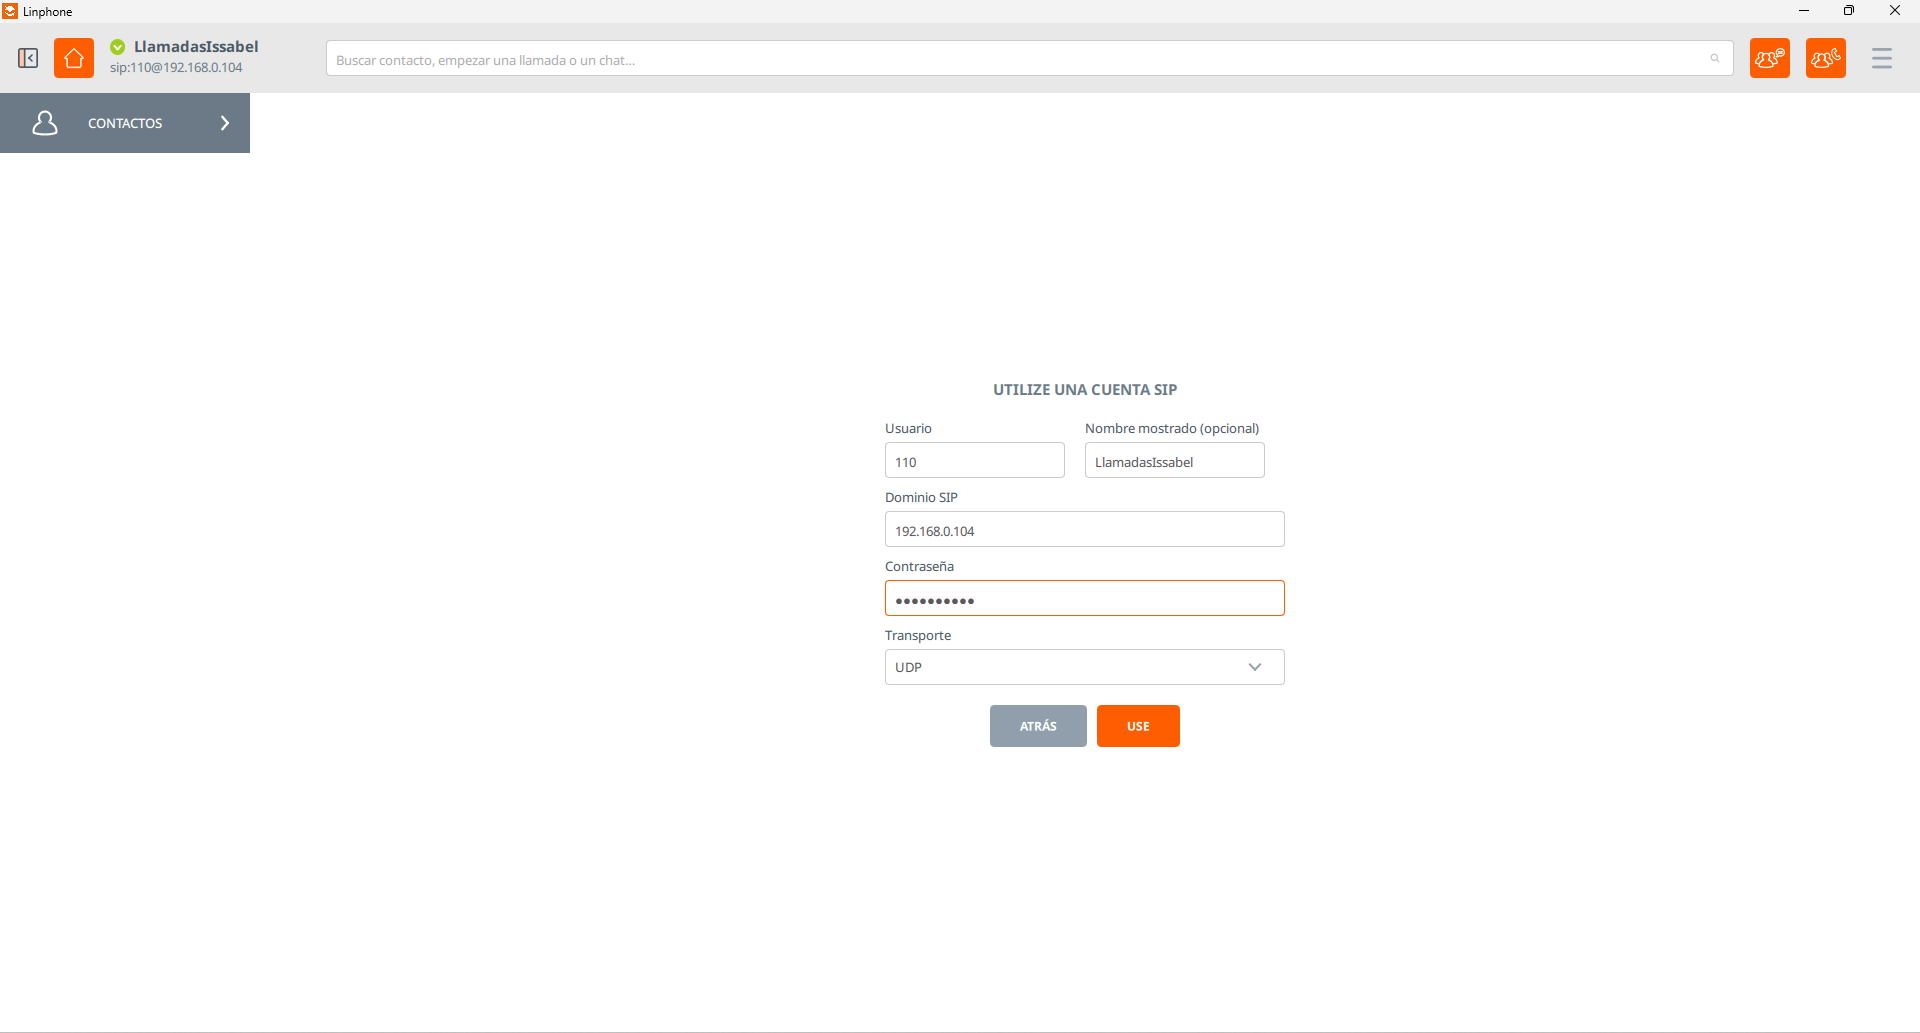 Linphone
LlamadasIssabel
sip:110@192.168.0.104
Buscar contacto, empezar una llamada o un chat...
CONTACTOS
UTILIZE UNA CUENTA SIP
Usuario
Nombre mostrado (opcional)
110
LlamadasIssabel
Dominio SIP
192.168.0.104
Contraseña
••••••••••
Transporte
UDP
ATRÁS
USE